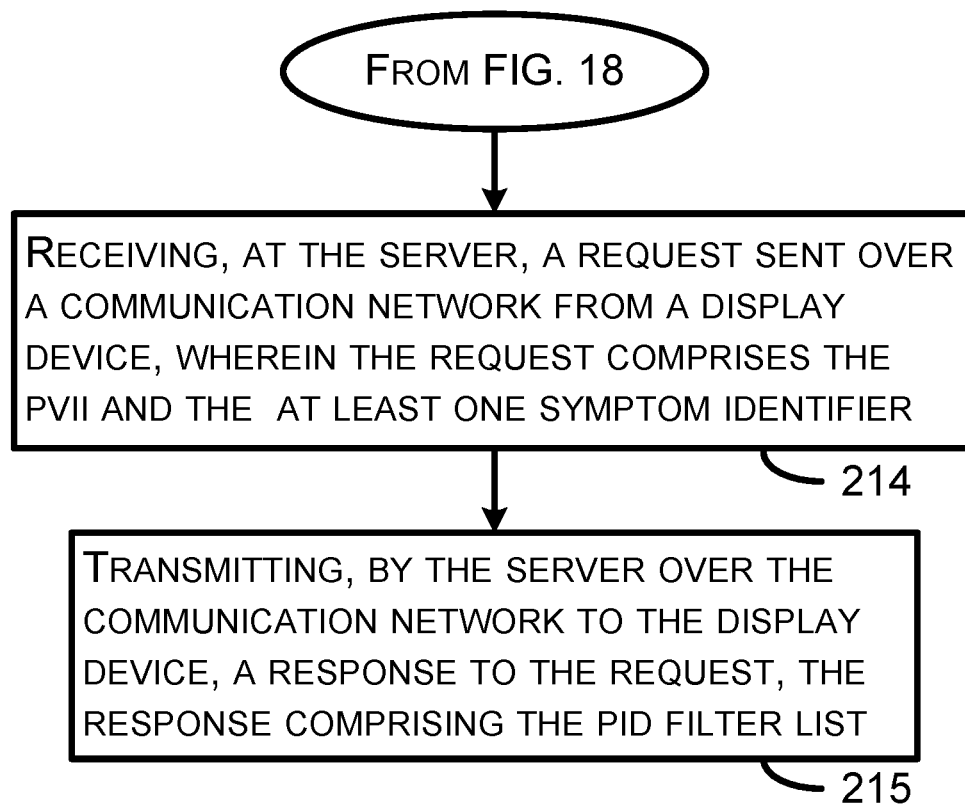 FROM FIG. 18
RECEIVING, AT THE SERVER, A REQUEST SENT OVER
A COMMUNICATION NETWORK FROM A DISPLAY
DEVICE, WHEREIN THE REQUEST COMPRISES THE
PVII AND THE AT LEAST ONE SYMPTOM IDENTIFIER
214
TRANSMITTING, BY THE SERVER OVER THE
COMMUNICATION NETWORK TO THE DISPLAY
DEVICE, A RESPONSE TO THE REQUEST, THE
RESPONSE COMPRISING THE PID FILTER LIST
215